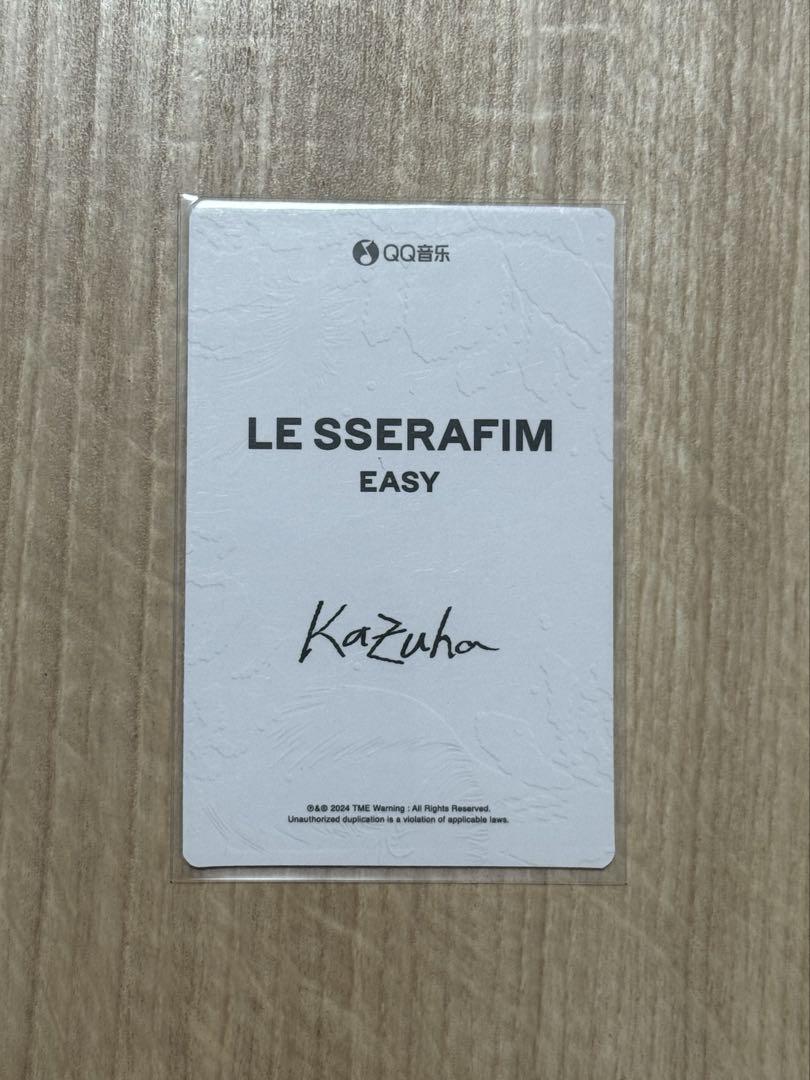 QQ音乐
LE SSERAFIM
EASY
Kazuha
℗&© 2024 TME Warning : All Rights Reserved.
Unauthorized duplication is a violation of applicable laws.